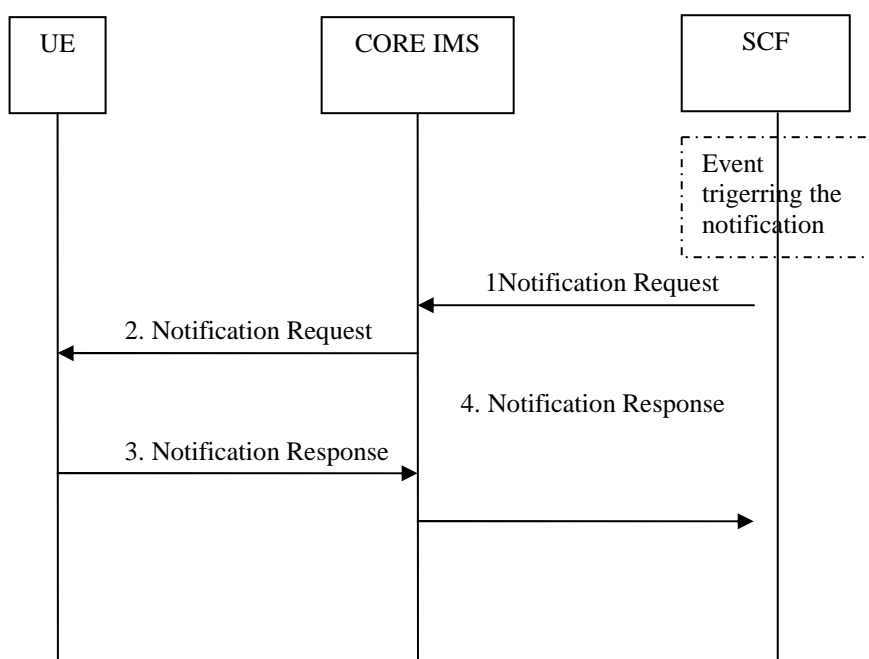 UE
CORE IMS
SCF
Event
trigerring the
notification
1Notification Request
2. Notification Request
4. Notification Response
3. Notification Response